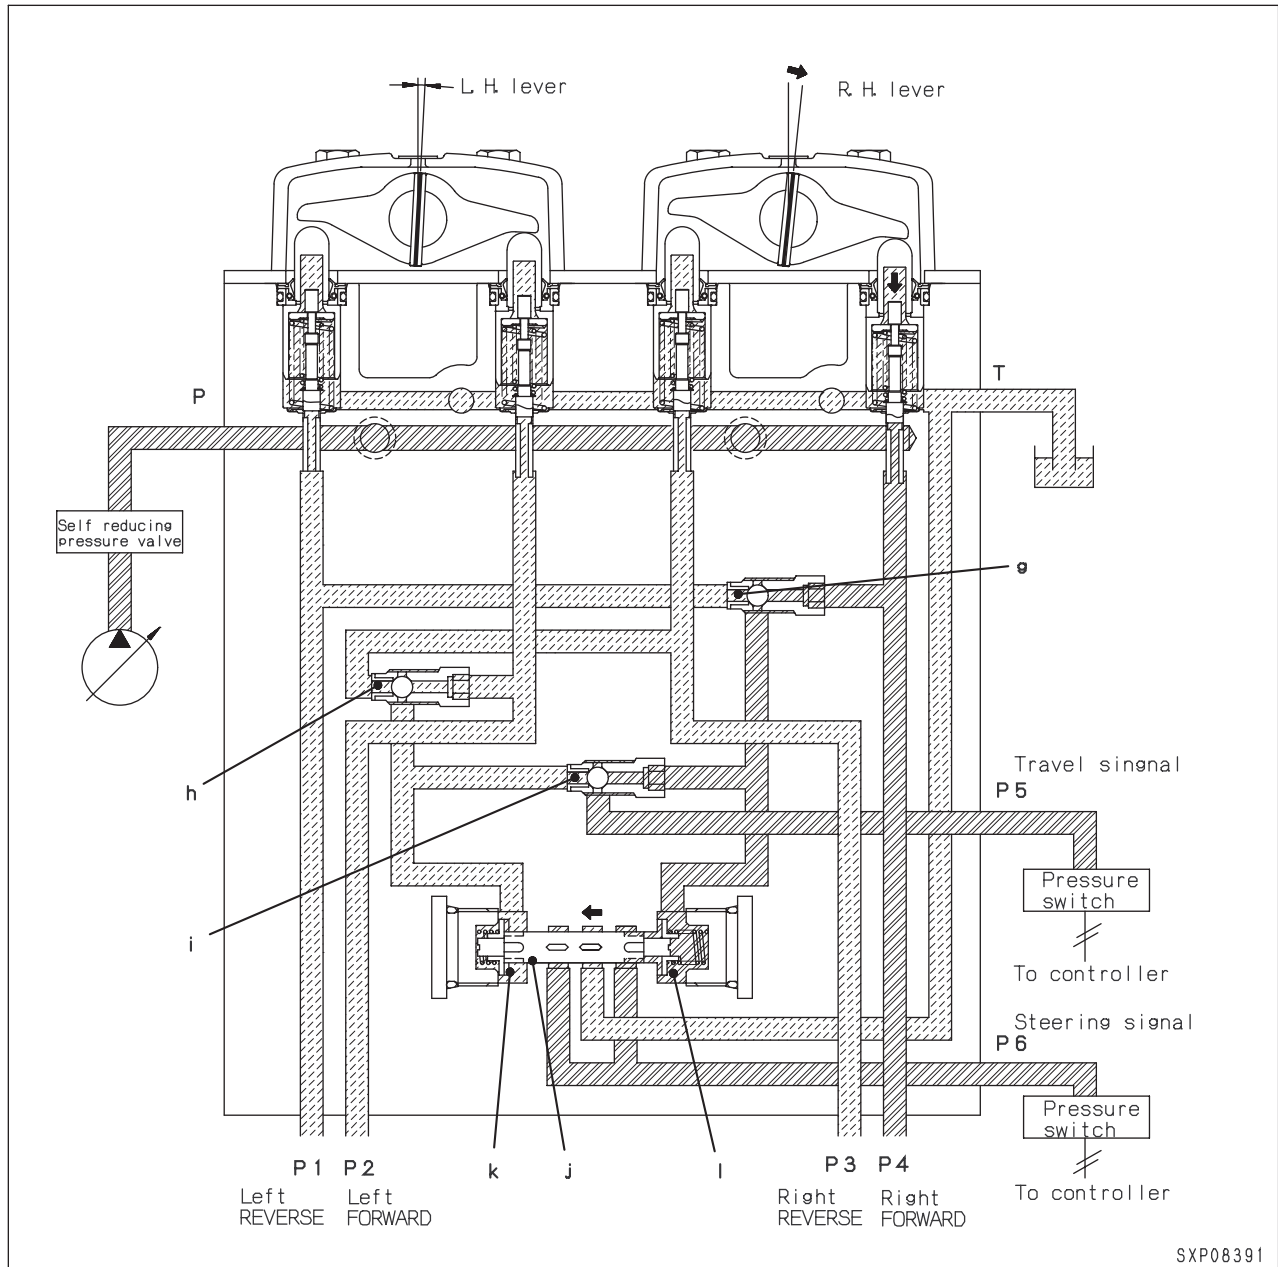 L. H. lever
R. H. lever
P
T
Self reducing
pressure valve
g
h
Travel singnal
P5
Pressure
switch
i
To controller
Steering signal
P6
Pressure
switch
P1
P2
k
j
l
P3
P4
To controller
Left
REVERSE
Left
FORWARD
Right
REVERSE
Right
FORWARD
SXP08391